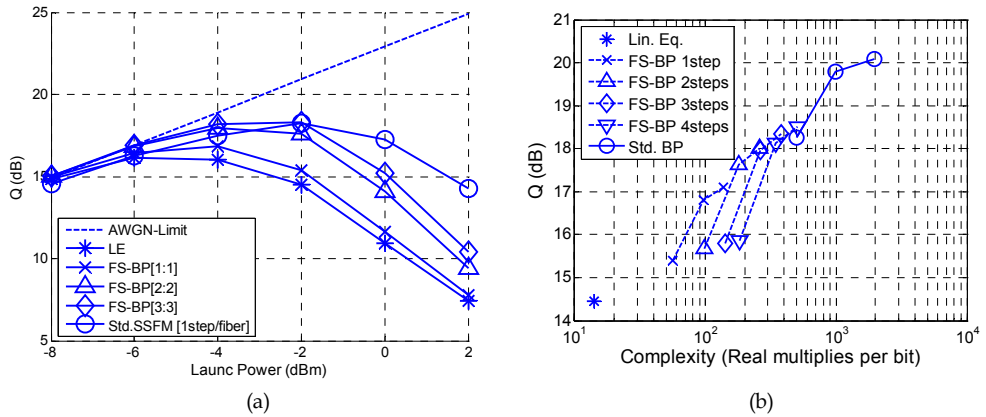 (a)
25
20
15
10
5
Q (dB)
-8
-6
-4
-2
0
2
Launc Power (dBm)
AWGN-Limit
LE
FS-BP[1:1]
FS-BP[2:2]
FS-BP[3:3]
Std.SSFM [1step/fiber]
(a)
(b)
21
20
19
18
17
16
15
14
Q (dB)
10^1
10^2
10^3
10^4
Complexity (Real multiplies per bit)
Lin. Eq.
FS-BP 1step
FS-BP 2steps
FS-BP 3steps
FS-BP 4steps
Std. BP
(b)